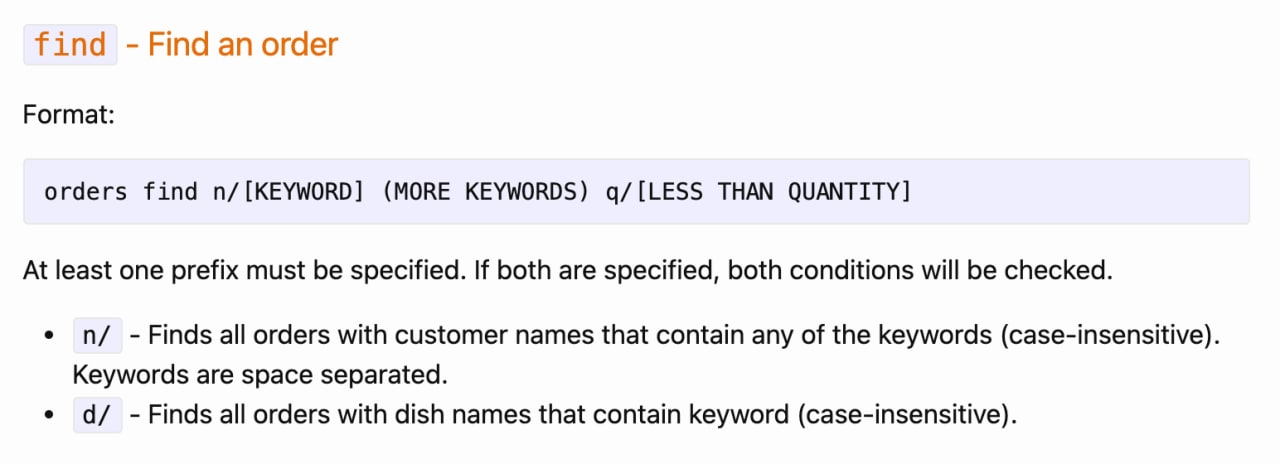 find - Find an order
Format:
orders find n/[KEYWORD] (MORE KEYWORDS) q/[LESS THAN QUANTITY]
At least one prefix must be specified. If both are specified, both conditions will be checked.
• n/ - Finds all orders with customer names that contain any of the keywords (case-insensitive).
Keywords are space separated.
• d/ - Finds all orders with dish names that contain keyword (case-insensitive).